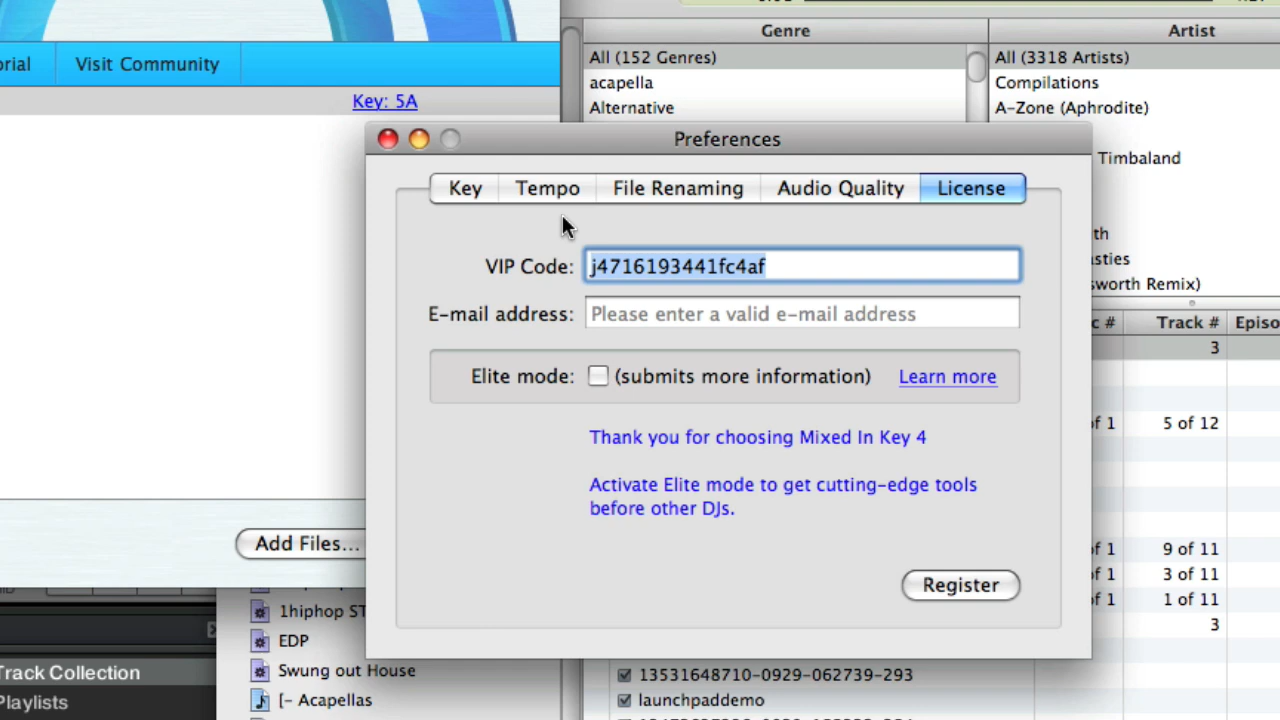 Genre
Artist
All (152 Genres)
All (3318 Artists)
Visit Community
acapella
Compilations
Key: 5A
Alternative
A-Zone (Aphrodite)
Preferences
Timbaland
Key
Tempo
File Renaming
Audio Quality
License
VIP Code:
j4716193441fc4af
sworth Remix)
E-mail address:
Please enter a valid e-mail address
c #
Track #
Episo
3
Elite mode:
(submits more information)
Learn more
of 1
5 of 12
Thank you for choosing Mixed In Key 4
Activate Elite mode to get cutting-edge tools
before other DJs.
Add Files...
of 1
9 of 11
of 1
3 of 11
Register
of 1
1 of 11
1hiphop ST
3
EDP
Track Collection
Swung out House
13531648710-0929-062739-293
Playlists
[- Acapellas
launchpaddemo